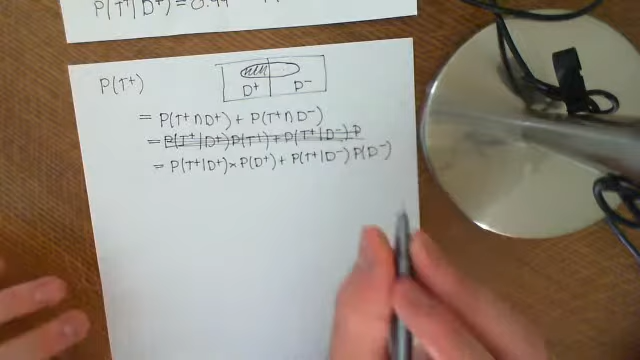 P(T⁺|D⁺) = 0.99
P(T⁺)
D⁺ D⁻
= P(T⁺∩D⁺) + P(T⁺∩D⁻)
= P(T⁺|D⁺)P(T⁺) + P(T⁺|D⁻)P
= P(T⁺|D⁺)×P(D⁺) + P(T⁺|D⁻)P(D⁻)